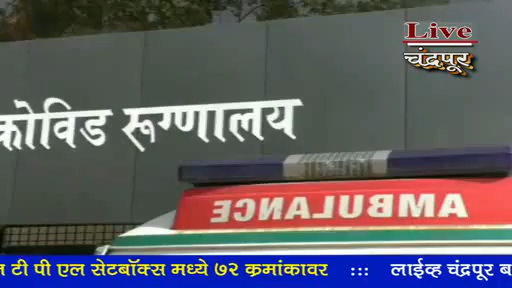 Live
चंद्रपूर
कोविड रूग्णालय
AMBULANCE
टी पी एल सेटबॉक्स मध्ये ७२ क्रमांकावर ::: लाईव्ह चंद्रपूर